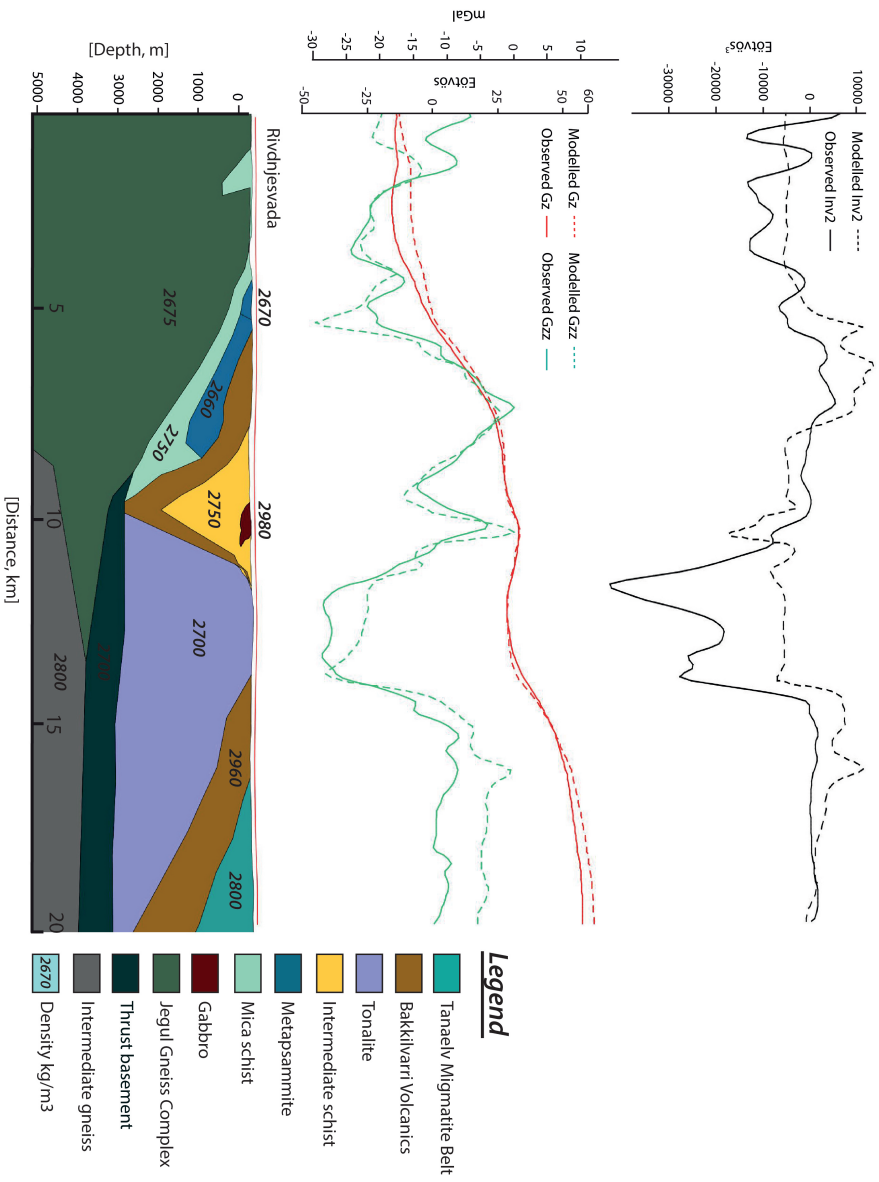 Eötvös³
10000
0
-10000
-20000
-30000
Modelled Inv2
Observed Inv2
mGal
10
5
0
-5
-10
-15
-20
-25
-30
Eötvös
60
50
25
0
-25
-50
Modelled Gz
Observed Gz
Modelled Gzz
Observed Gzz
Rivdnjesvada
2670
2980
[Depth, m]
0
1000
2000
3000
4000
5000
2675
2660
2750
2750
2700
2960
2800
2800
5
10
15
20
[Distance, km]
Legend
Tanaelv Migmatite Belt
Bakkilvarri Volcanics
Tonalite
Intermediate schist
Metapsammite
Mica schist
Gabbro
Jegul Gneiss Complex
Thrust basement
Intermediate gneiss
2670 Density kg/m3